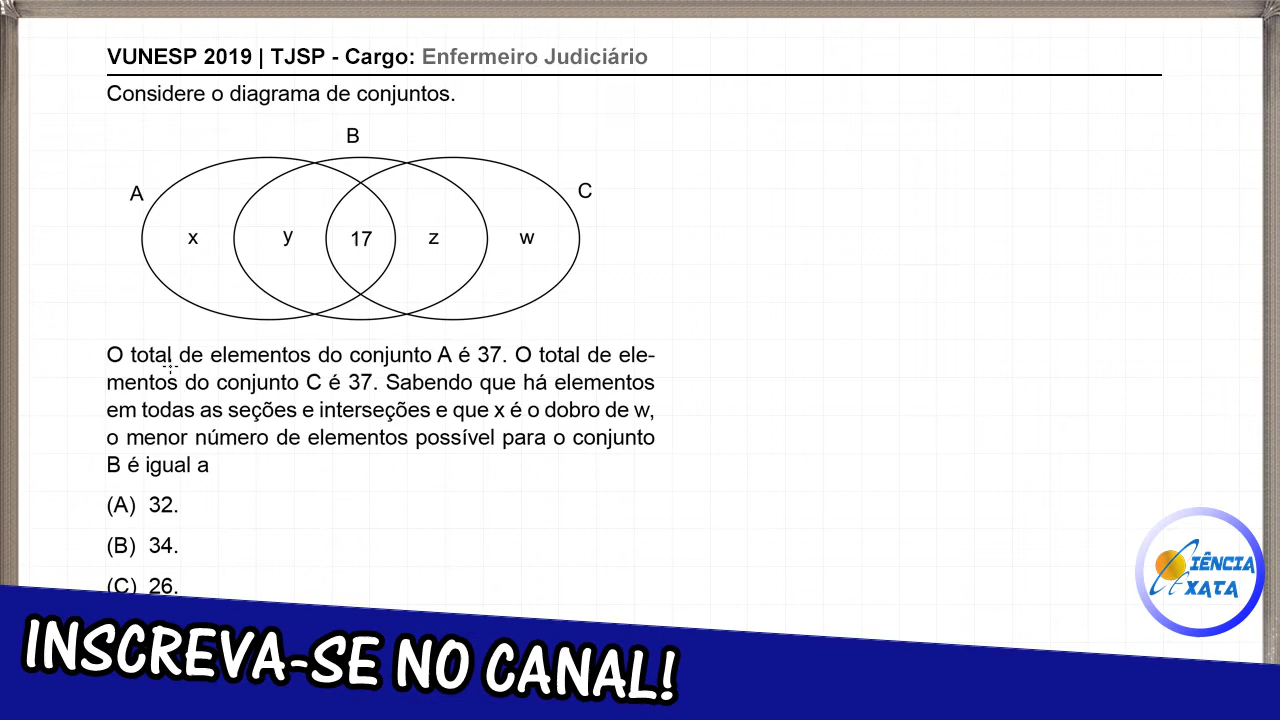 VUNESP 2019 | TJSP - Cargo: Enfermeiro Judiciário
Considere o diagrama de conjuntos.
B
A
C
x
y
17
z
w
O total de elementos do conjunto A é 37. O total de ele-
mentos do conjunto C é 37. Sabendo que há elementos
em todas as seções e interseções e que x é o dobro de w,
o menor número de elementos possível para o conjunto
B é igual a
(A) 32.
(B) 34.
(C) 26.
CIÊNCIA
EXATA
INSCREVA-SE NO CANAL!